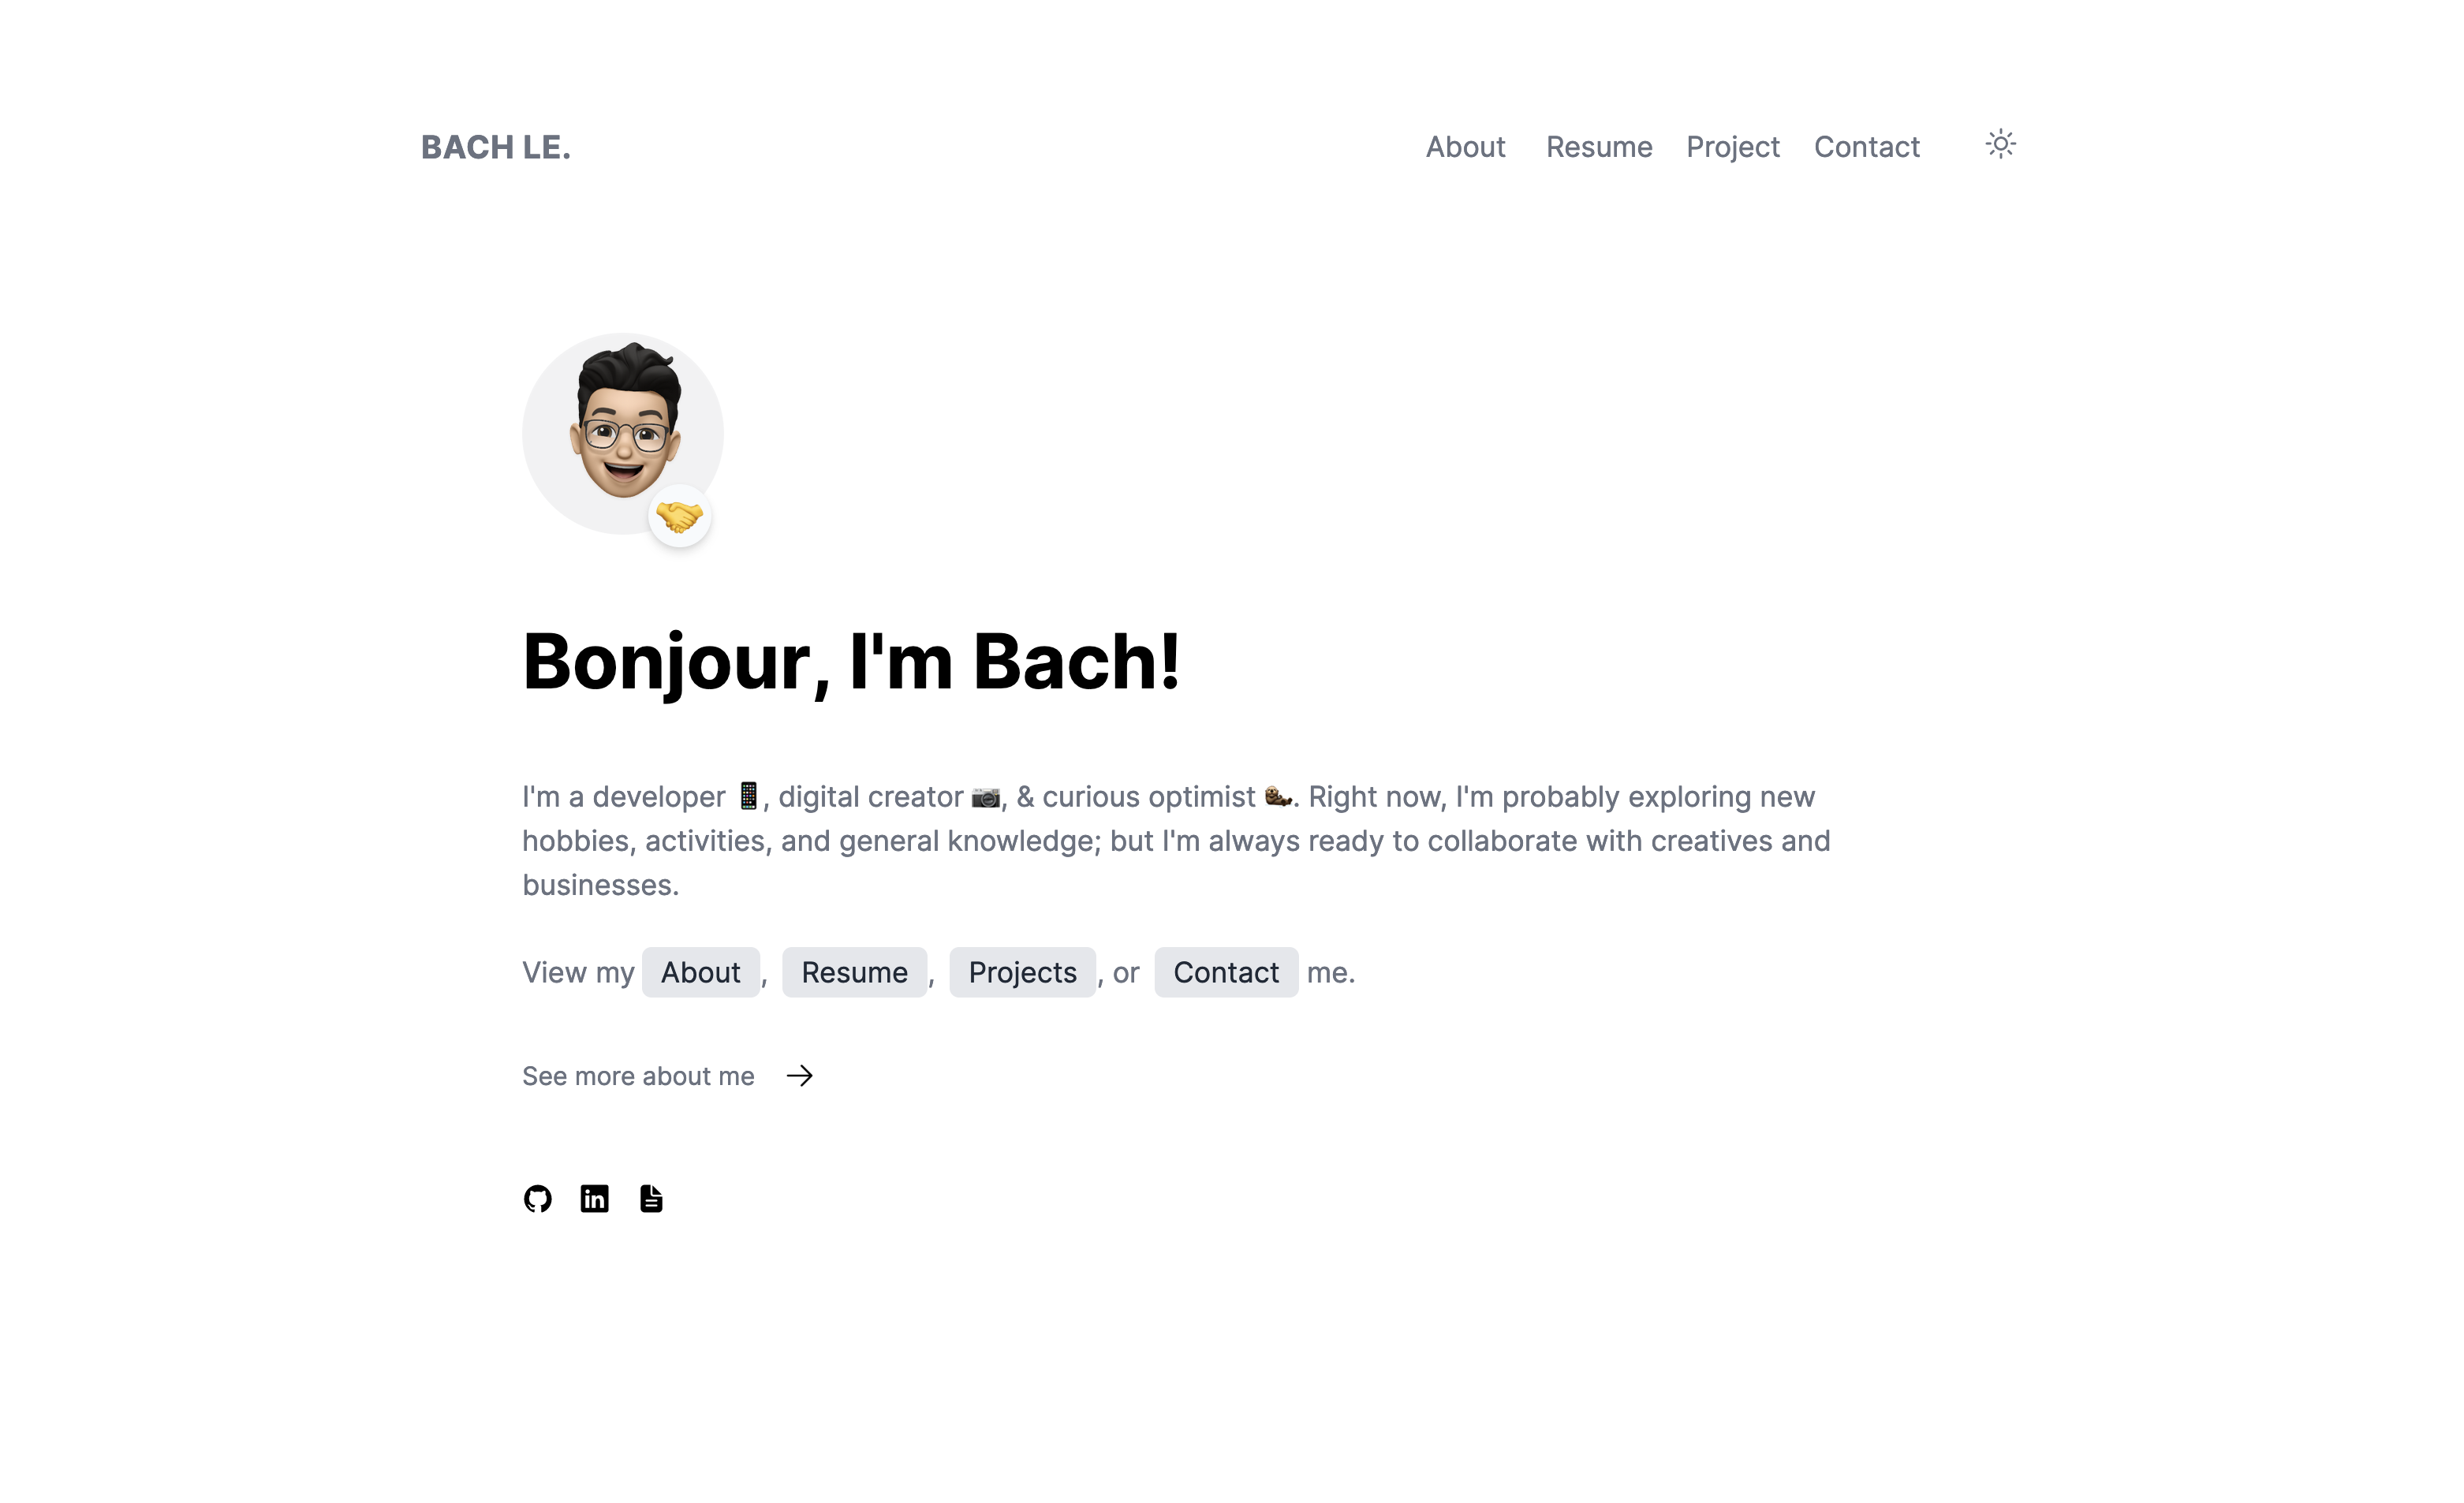 BACH LE.
About Resume Project Contact
Bonjour, I'm Bach!
I'm a developer 📱, digital creator 📷, & curious optimist 🦦. Right now, I'm probably exploring new
hobbies, activities, and general knowledge; but I'm always ready to collaborate with creatives and
businesses.
View my About, Resume, Projects, or Contact me.
See more about me →
in